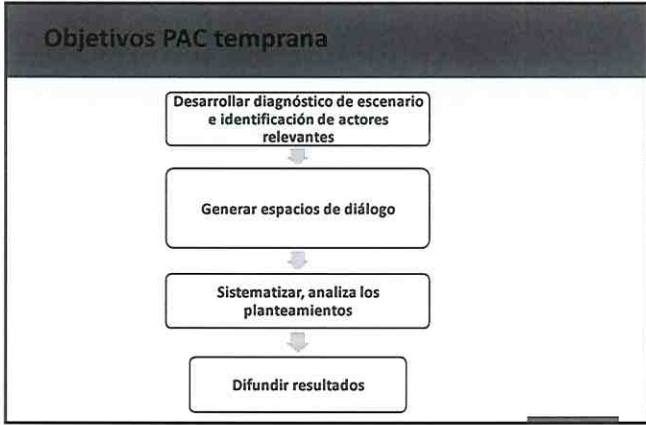 Objetivos PAC temprana
Desarrollar diagnóstico de escenario
e identificación de actores
relevantes
Generar espacios de diálogo
Sistematizar, analiza los
planteamientos
Difundir resultados